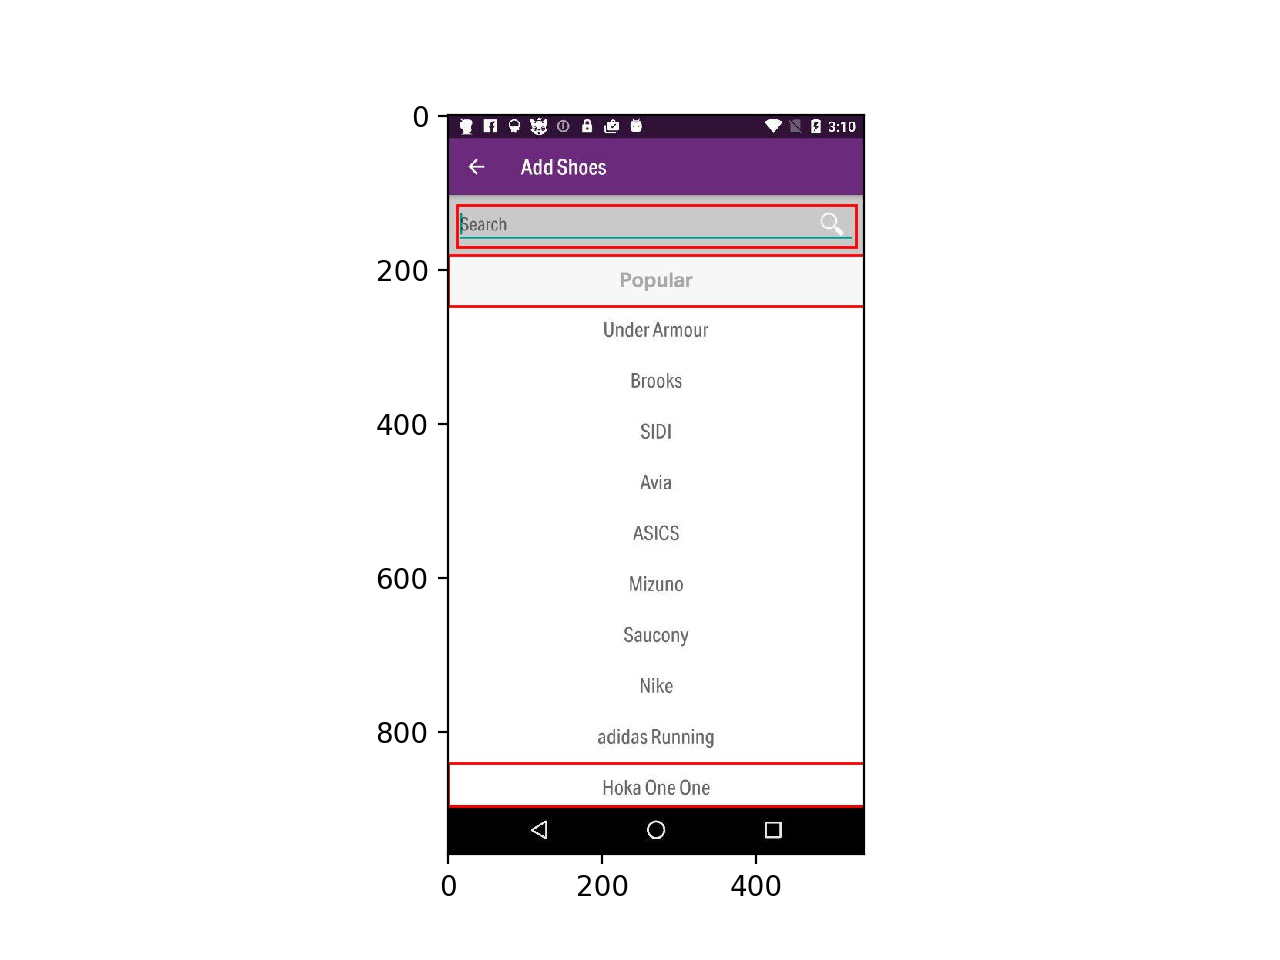 0
200
400
600
800
3:10
Add Shoes
Search
Popular
Under Armour
Brooks
SIDI
Avia
ASICS
Mizuno
Saucony
Nike
adidas Running
Hoka One One
0 200 400